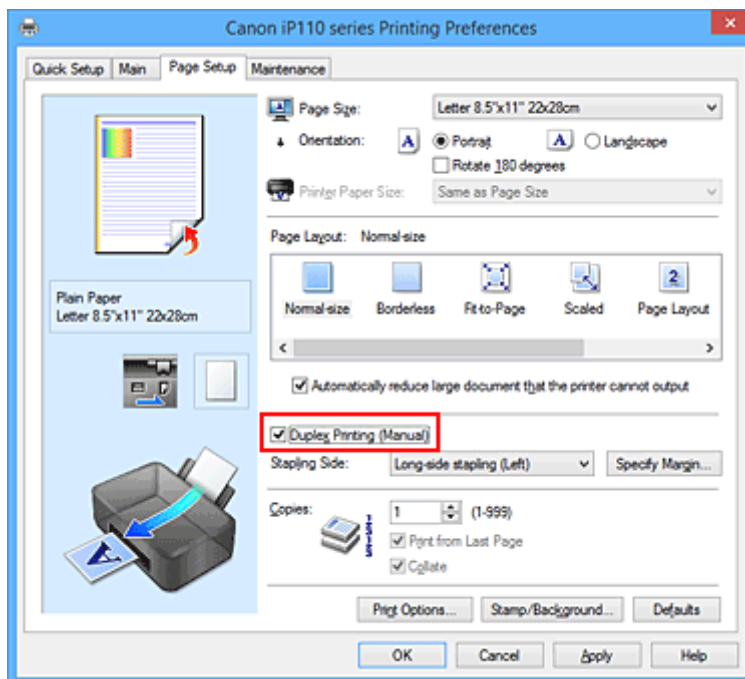 Canon iP110 series Printing Preferences
Quick Setup Main Page Setup Maintenance
Page Size: Letter 8.5"x11" 22x28cm
Orientation: A Portrait A Landscape
Rotate 180 degrees
Printer Paper Size: Same as Page Size
Page Layout: Normal-size
2
Normal-size Borderless Fit-to-Page Scaled Page Layout
Plain Paper
Letter 8.5"x11" 22x28cm
Automatically reduce large document that the printer cannot output
Duplex Printing (Manual)
Stapling Side: Long-side stapling (Left) Specify Margin...
Copies: 1 (1-999)
Print from Last Page
Collate
A
Print Options... Stamp/Background... Defaults
OK Cancel Apply Help